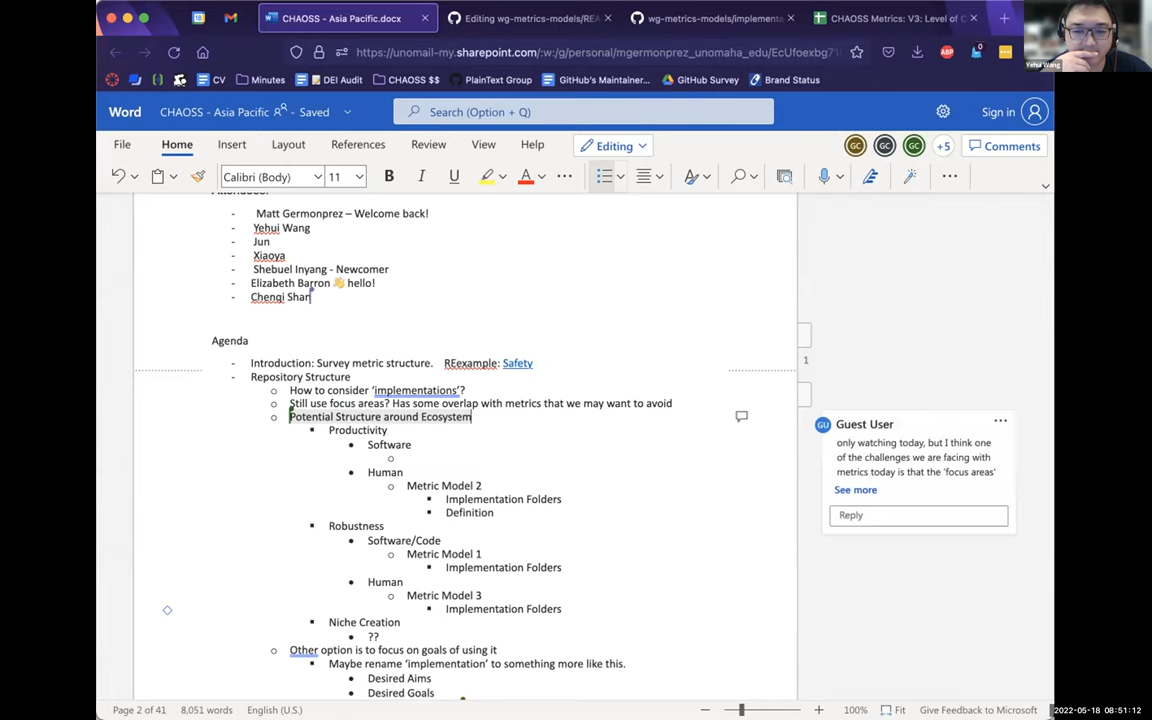 CHAOSS - Asia Pacific.docx
Editing wg-metrics-models/REA
wg-metrics-models/implementa
CHAOSS Metrics: V3: Level of C
https://unomail-my.sharepoint.com/:w:/g/personal/mgermonprez_unomaha_edu/EcUfoexbg7
Yehui Wang
CV
Minutes
DEI Audit
CHAOSS $$
PlainText Group
GitHub's Maintainer...
GitHub Survey
Brand Status
Word
CHAOSS - Asia Pacific - Saved
Search (Option + Q)
Sign in
File
Home
Insert
Layout
References
Review
View
Help
Editing
GC
GC
GC
+5
Comments
Calibri (Body)
11
B
I
U
- Matt Germonprez – Welcome back!
- Yehui Wang
- Jun
- Xiaoya
- Shebuel Inyang - Newcomer
- Elizabeth Barron 👋 hello!
- Chenqi Shan
Agenda
- Introduction: Survey metric structure. REexample: Safety
- Repository Structure
o How to consider 'implementations'?
o Still use focus areas? Has some overlap with metrics that we may want to avoid
o Potential Structure around Ecosystem
▪ Productivity
• Software
o
• Human
o Metric Model 2
▪ Implementation Folders
▪ Definition
▪ Robustness
• Software/Code
o Metric Model 1
▪ Implementation Folders
• Human
o Metric Model 3
▪ Implementation Folders
▪ Niche Creation
• ??
o Other option is to focus on goals of using it
▪ Maybe rename 'implementation' to something more like this.
• Desired Aims
• Desired Goals
1
GU
Guest User
only watching today, but I think one
of the challenges we are facing with
metrics today is that the 'focus areas'
See more
Reply
Page 2 of 41
8,051 words
English (U.S.)
100%
Fit
Give Feedback to Microsoft
2022-05-18 08:51:12